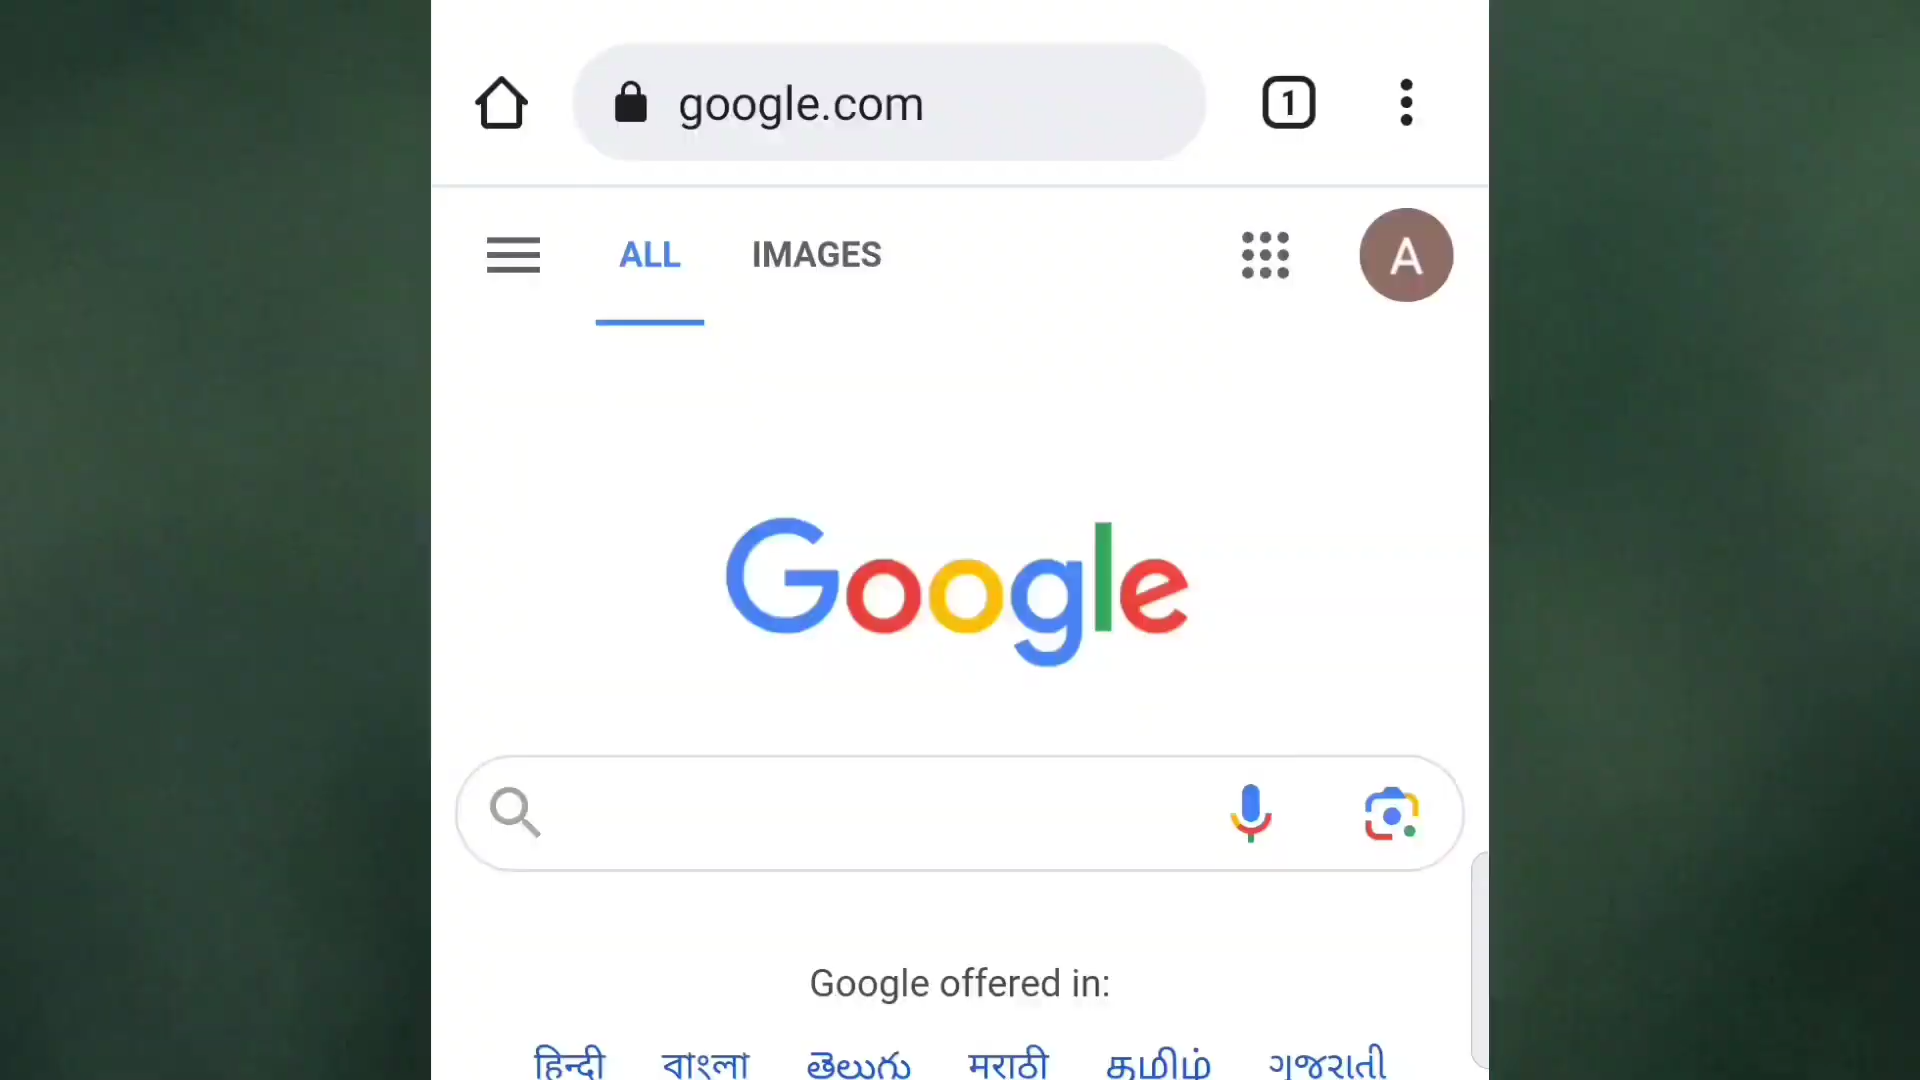 google.com
1
ALL IMAGES
A
Google
Google offered in:
हिन्दी বাংলা తెలుగు मराठी தமிழ் ગુજરાતી